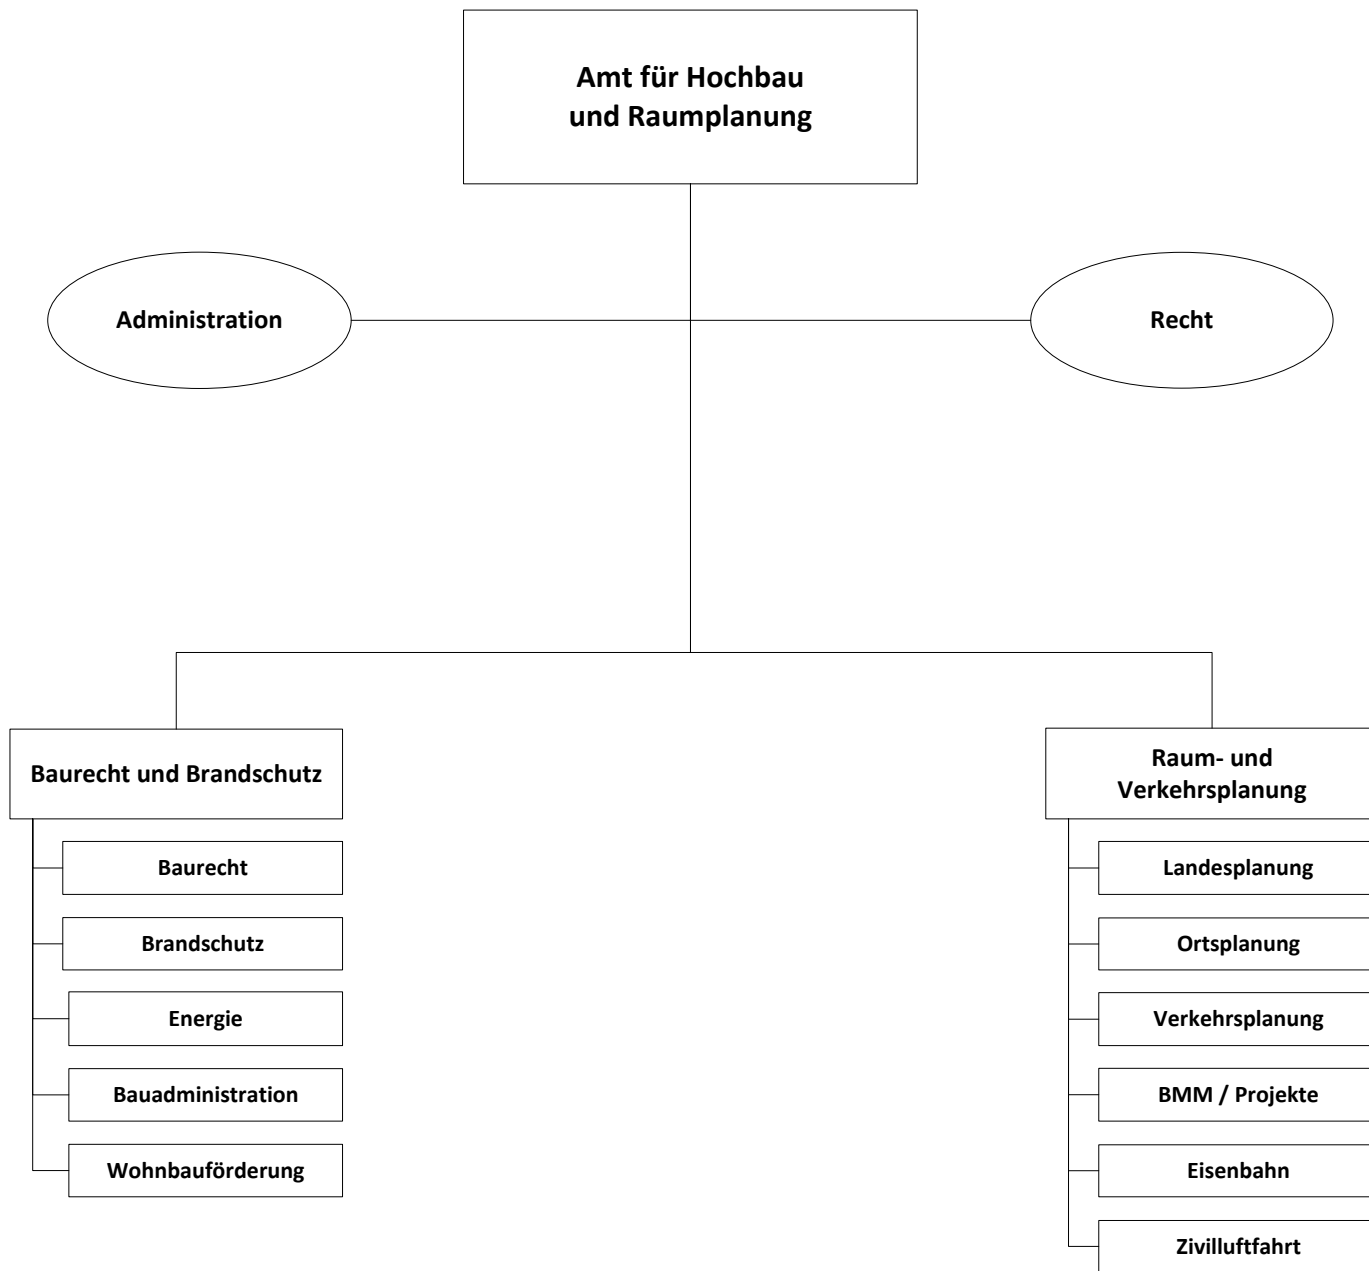 Amt für Hochbau
und Raumplanung
Administration
Recht
Baurecht und Brandschutz
Baurecht
Brandschutz
Energie
Bauadministration
Wohnbauförderung
Raum- und
Verkehrsplanung
Landesplanung
Ortsplanung
Verkehrsplanung
BMM / Projekte
Eisenbahn
Zivilluftfahrt